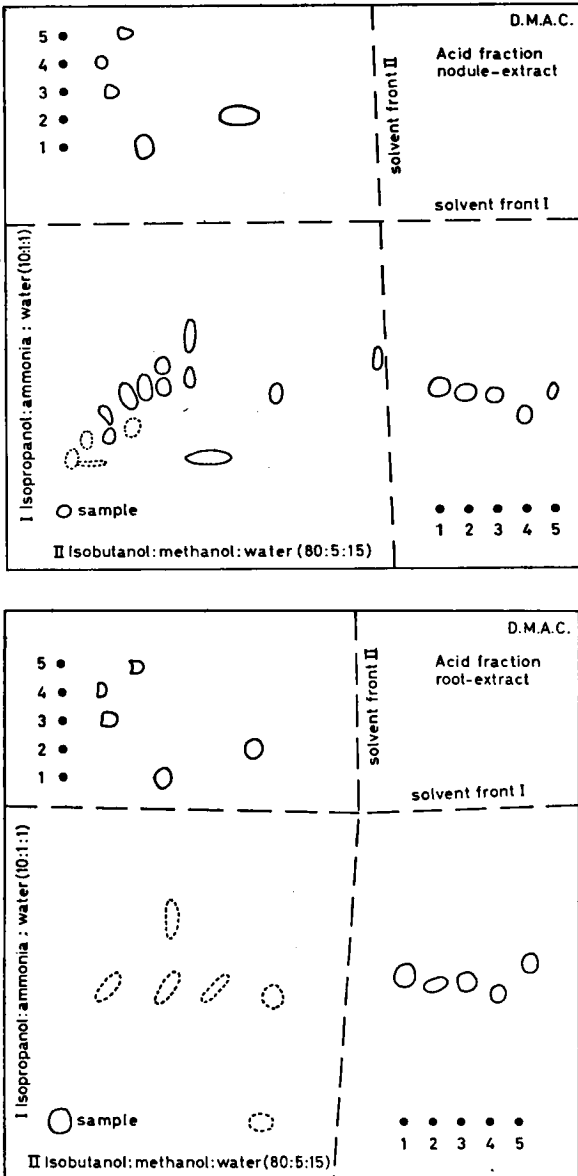 D.M.A.C.
5
4
3
2
1
Acid fraction
nodule-extract
solvent front II
solvent front I
I Isopropanol:ammonia : water (10:1:1)
sample
1 2 3 4 5
II Isobutanol:methanol:water (80:5:15)
D.M.A.C.
5
4
3
2
1
Acid fraction
root-extract
solvent front II
solvent front I
I Isopropanol:ammonia : water (10:1:1)
sample
1 2 3 4 5
II Isobutanol:methanol:water (80:5:15)